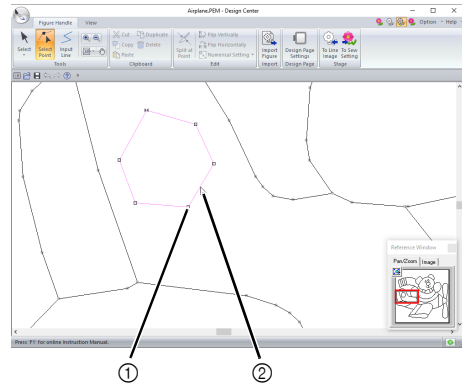 Airplane.PEM - Design Center
Figure Handle View
Option Help
Select
Select Point
Input Line
Tools
Cut Duplicate
Copy Delete
Paste
Clipboard
Split at Point
Flip Vertically
Flip Horizontally
Numerical Setting
Edit
Import Figure
Import
Design Page Settings
Design Page
To Line Image
To Sew Setting
Stage
Reference Window
Pan/Zoom Image
Press 'F1' for online Instruction Manual.
1 2